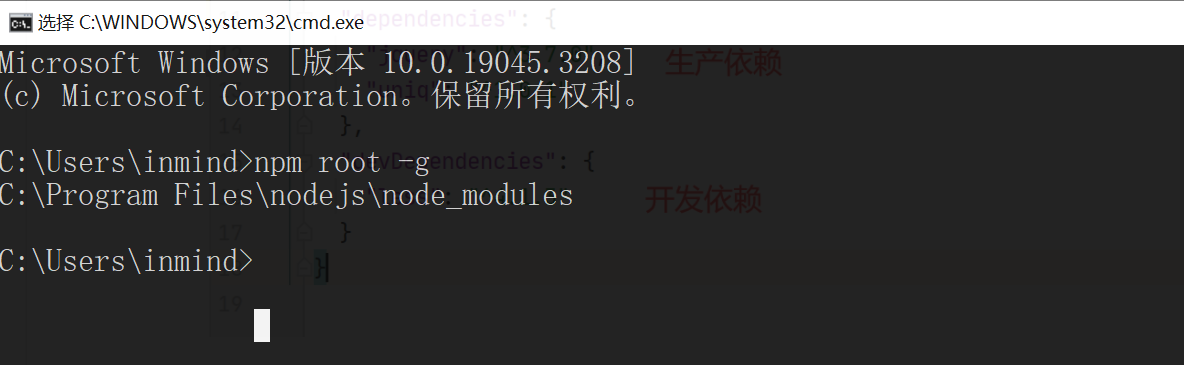 选择 C:\WINDOWS\system32\cmd.exe
"dependencies": {
Microsoft Windows [版本 10.0.19045.3208]
生产依赖
(c) Microsoft Corporation。保留所有权利。
14 },
C:\Users\inmind>npm root -g
Dependencies": {
C:\Program Files\nodejs\node_modules
开发依赖
17 }
C:\Users\inmind>
}
19